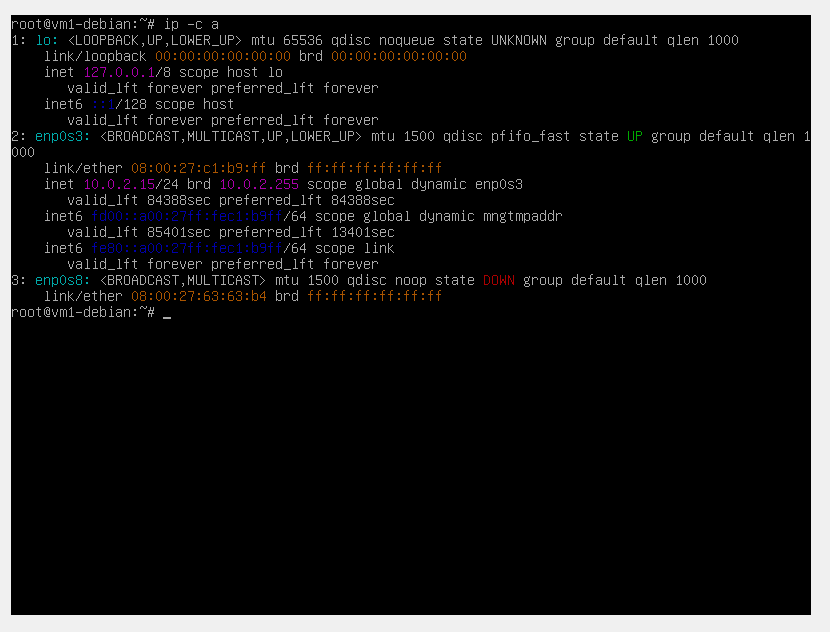 root@vm1-debian:~# ip -c a
1: lo: <LOOPBACK,UP,LOWER_UP> mtu 65536 qdisc noqueue state UNKNOWN group default qlen 1000
link/loopback 00:00:00:00:00:00 brd 00:00:00:00:00:00
inet 127.0.0.1/8 scope host lo
valid_lft forever preferred_lft forever
inet6 ::1/128 scope host
valid_lft forever preferred_lft forever
2: enp0s3: <BROADCAST,MULTICAST,UP,LOWER_UP> mtu 1500 qdisc pfifo_fast state UP group default qlen 1
000
link/ether 08:00:27:c1:b9:ff brd ff:ff:ff:ff:ff:ff
inet 10.0.2.15/24 brd 10.0.2.255 scope global dynamic enp0s3
valid_lft 84388sec preferred_lft 84388sec
inet6 fd00::a00:27ff:fec1:b9ff/64 scope global dynamic mngtmpaddr
valid_lft 85401sec preferred_lft 13401sec
inet6 fe80::a00:27ff:fec1:b9ff/64 scope link
valid_lft forever preferred_lft forever
3: enp0s8: <BROADCAST,MULTICAST> mtu 1500 qdisc noop state DOWN group default qlen 1000
link/ether 08:00:27:63:63:b4 brd ff:ff:ff:ff:ff:ff
root@vm1-debian:~# _